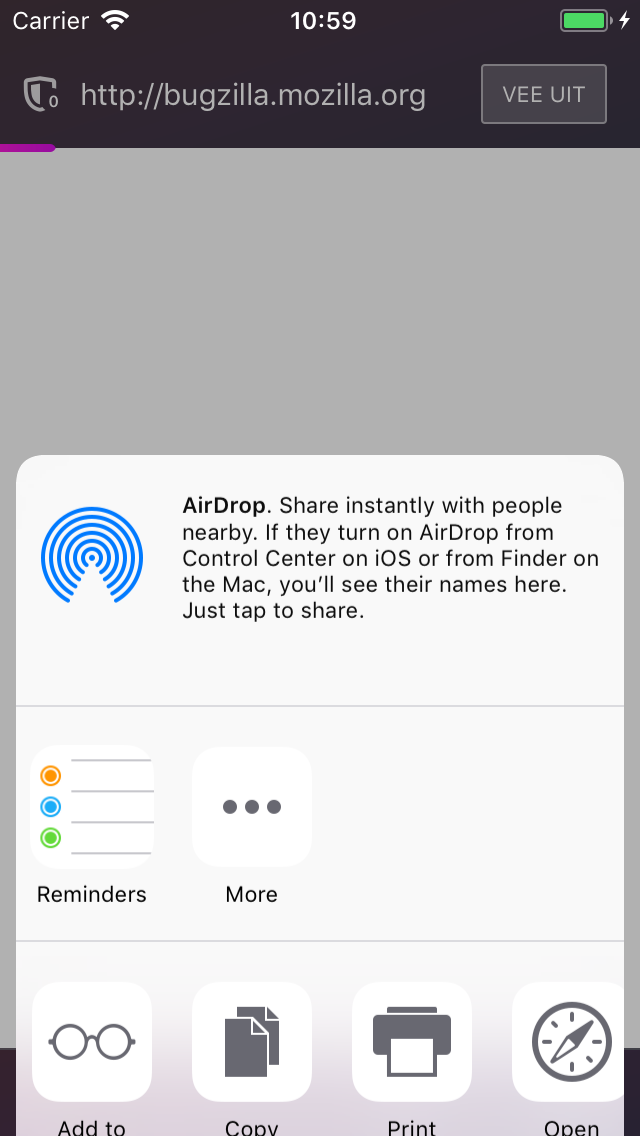 Carrier 10:59
0 http://bugzilla.mozilla.org VEE UIT
AirDrop. Share instantly with people
nearby. If they turn on AirDrop from
Control Center on iOS or from Finder on
the Mac, you’ll see their names here.
Just tap to share.
Reminders More
Add to Copy Print Open